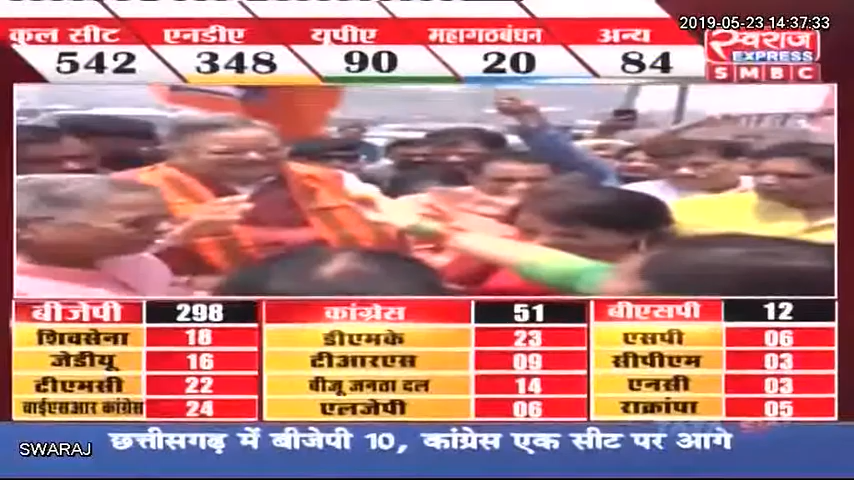 2019-05-23 14:37:33
कुल सीट एनडीए यूपीए महागठबंधन अन्य
542 348 90 20 84
स्वराज
EXPRESS
SMBC
बीजेपी 298 कांग्रेस 51 बीएसपी 12
शिवसेना 18 डीएमके 23 एसपी 06
जेडीयू 16 टीआरएस 09 सीपीएम 03
टीएमसी 22 बीजू जनता दल 14 एनसी 03
वाईएसआर कांग्रेस 24 एलजेपी 06 राकांपा 05
SWARAJ
छत्तीसगढ़ में बीजेपी 10, कांग्रेस एक सीट पर आगे